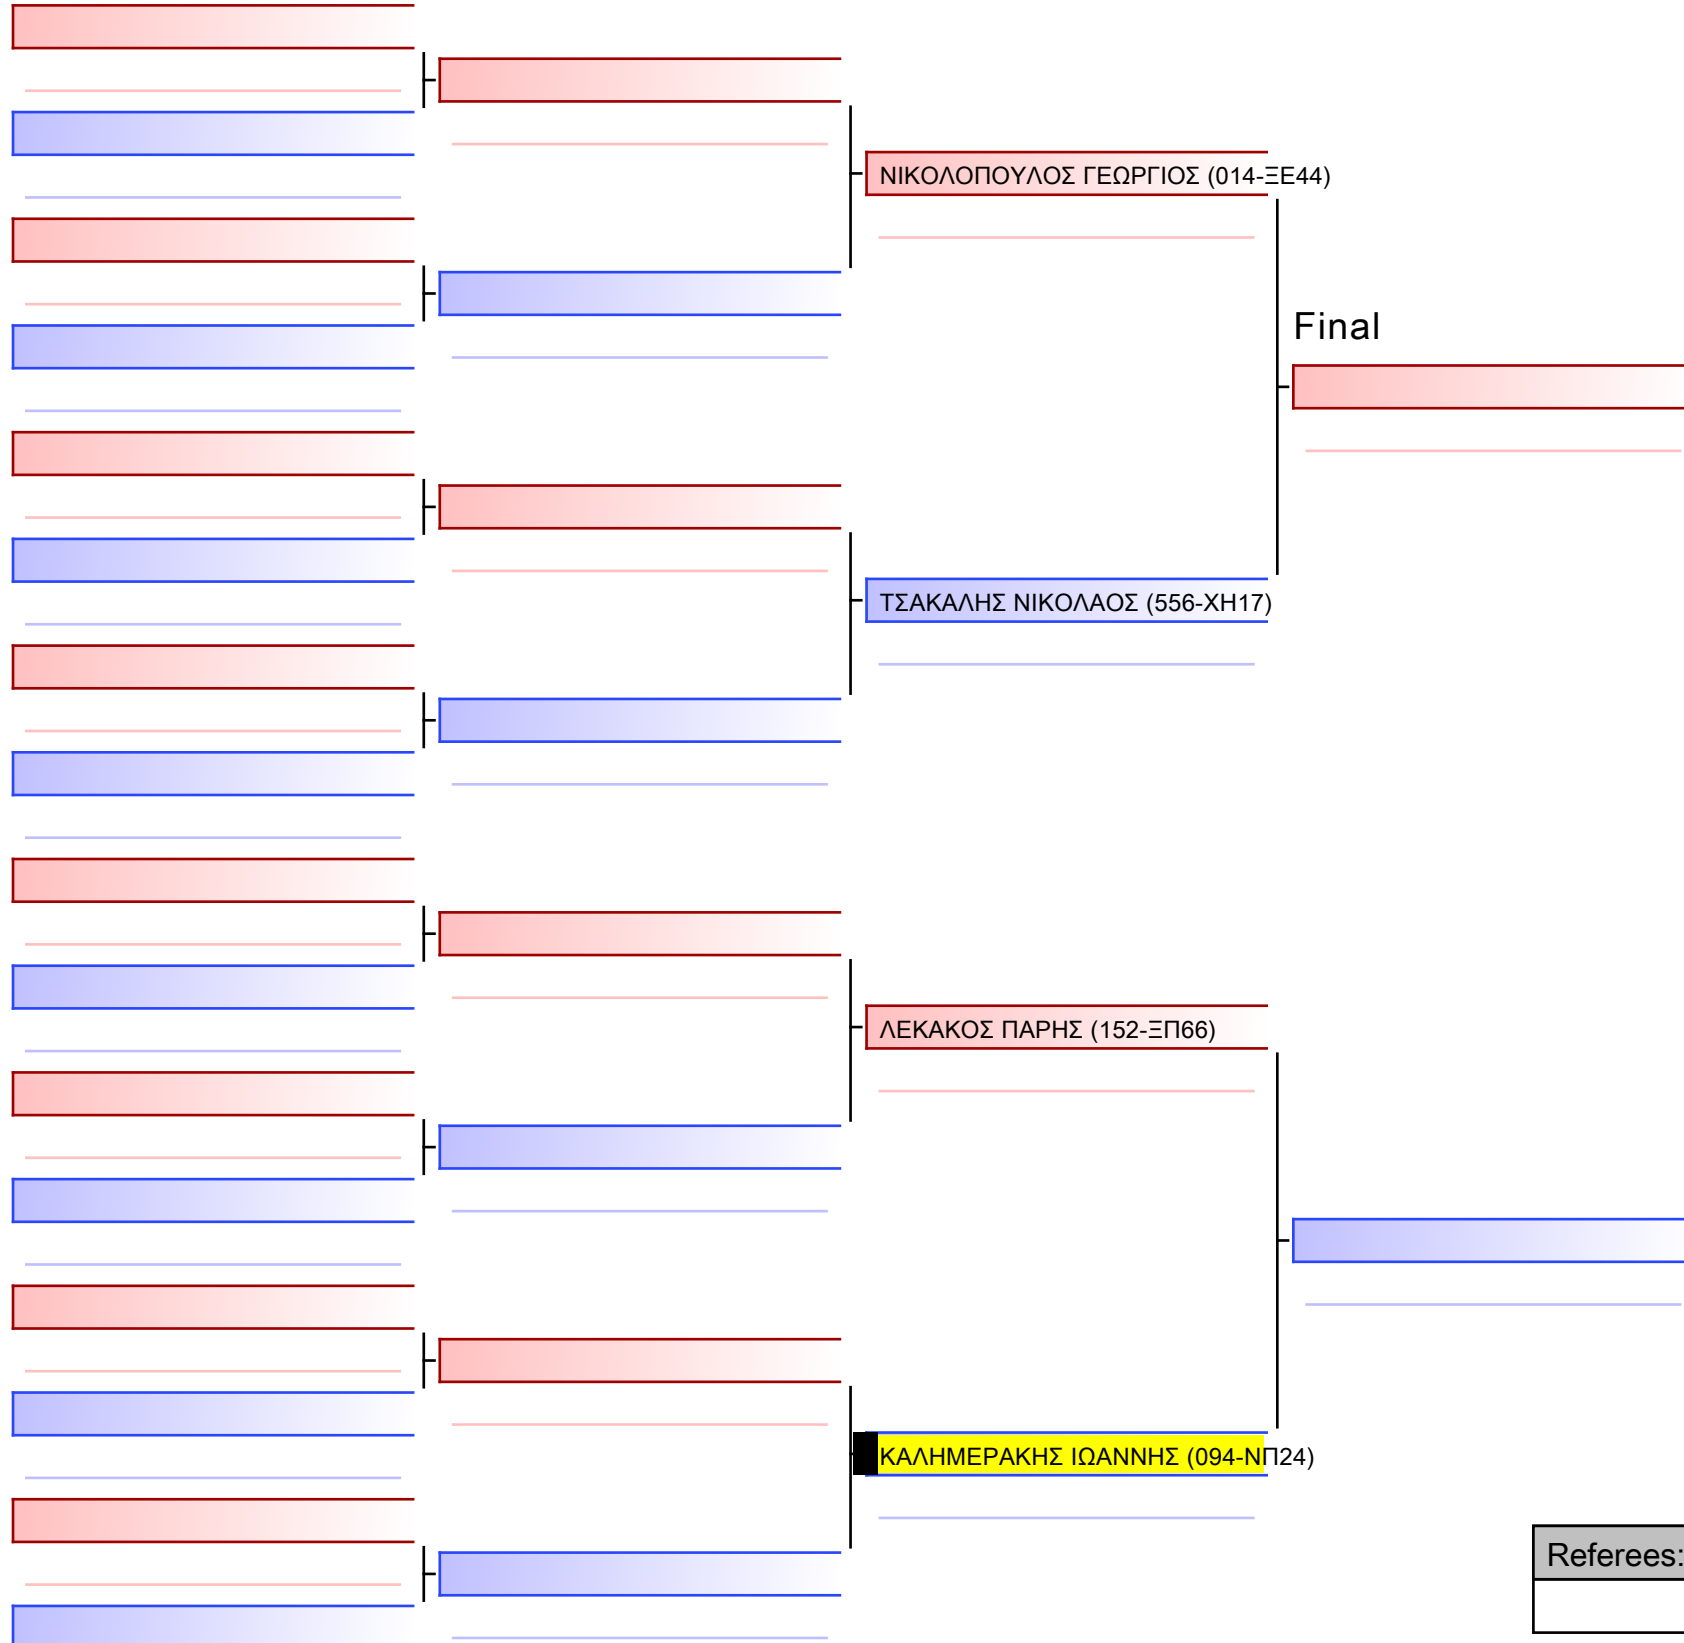 ΝΙΚΟΛΟΠΟΥΛΟΣ ΓΕΩΡΓΙΟΣ (014-ΞΕ44)
Final
ΤΣΑΚΑΛΗΣ ΝΙΚΟΛΑΟΣ (556-ΧΗ17)
ΛΕΚΑΚΟΣ ΠΑΡΗΣ (152-ΞΠ66)
ΚΑΛΗΜΕΡΑΚΗΣ ΙΩΑΝΝΗΣ (094-ΝΠ24)
Referees: